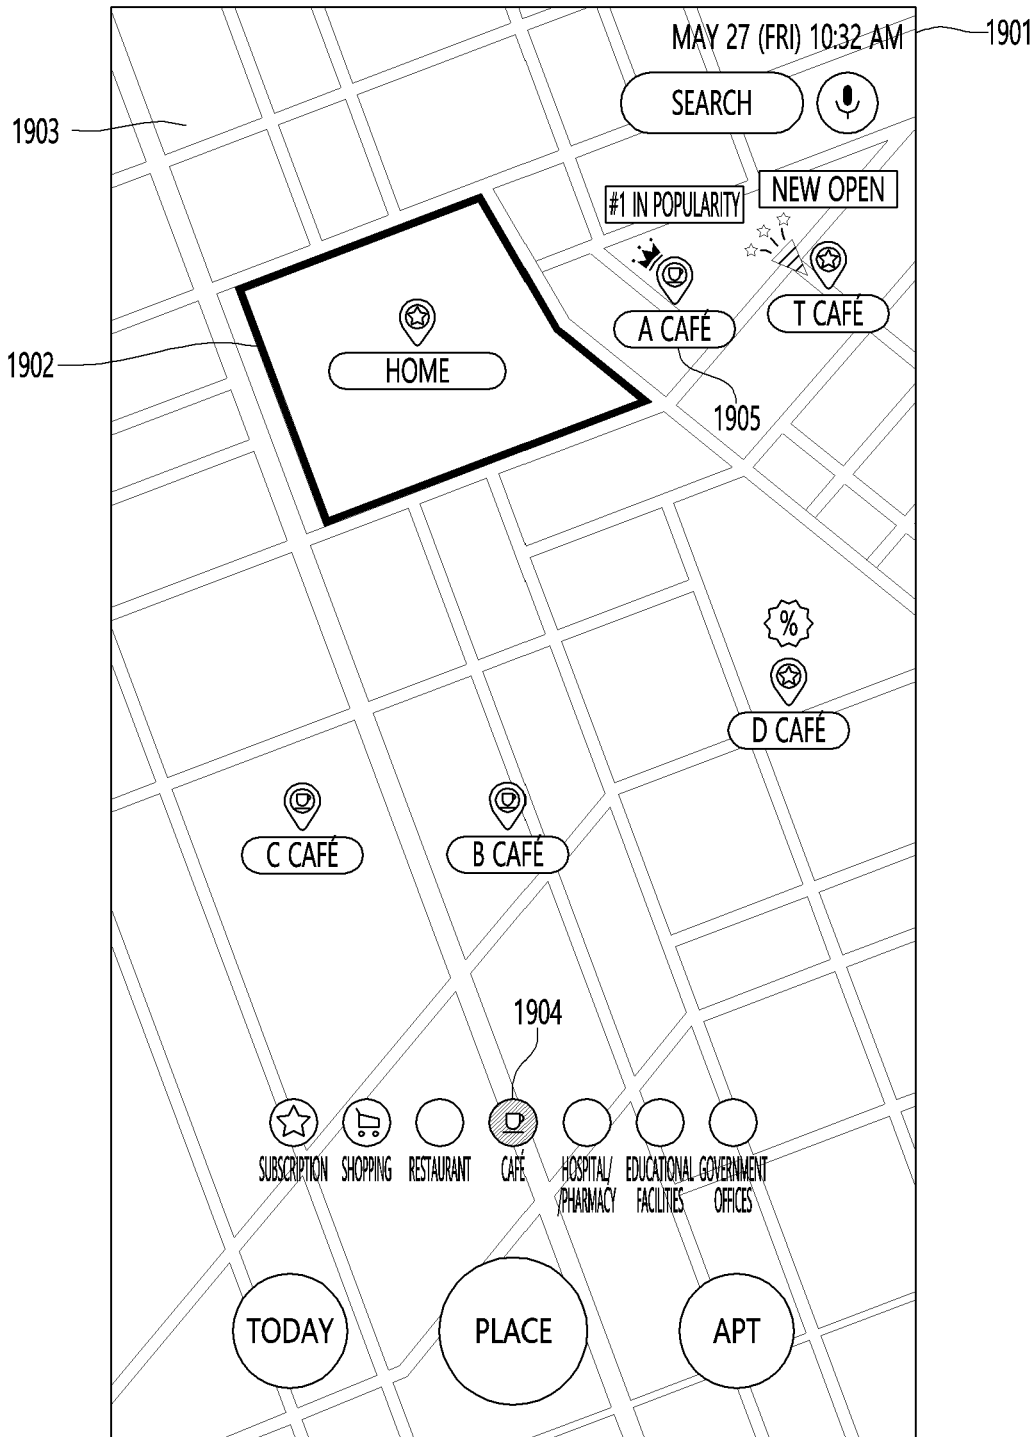 MAY 27 (FRI) 10:32 AM
1901
SEARCH
1903
#1 IN POPULARITY
NEW OPEN
A CAFÉ
T CAFÉ
HOME
1902
1905
%
D CAFÉ
C CAFÉ
B CAFÉ
1904
SUBSCRIPTION
SHOPPING
RESTAURANT
CAFÉ
HOSPITAL/
/PHARMACY
EDUCATIONAL
FACILITIES
GOVERNMENT
OFFICES
TODAY
PLACE
APT